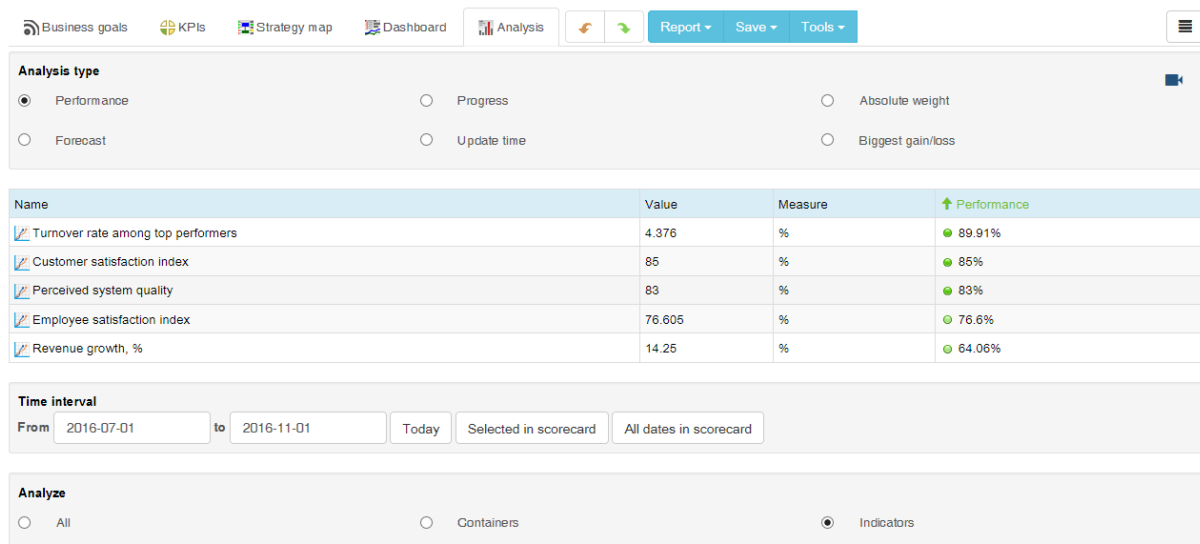 Business goals KPIs Strategy map Dashboard Analysis Report Save Tools
Analysis type
Performance Progress Absolute weight
Forecast Update time Biggest gain/loss
Name Value Measure Performance
Turnover rate among top performers 4.376 % 89.91%
Customer satisfaction index 85 % 85%
Perceived system quality 83 % 83%
Employee satisfaction index 76.605 % 76.6%
Revenue growth, % 14.25 % 64.06%
Time interval
From 2016-07-01 to 2016-11-01 Today Selected in scorecard All dates in scorecard
Analyze
All Containers Indicators